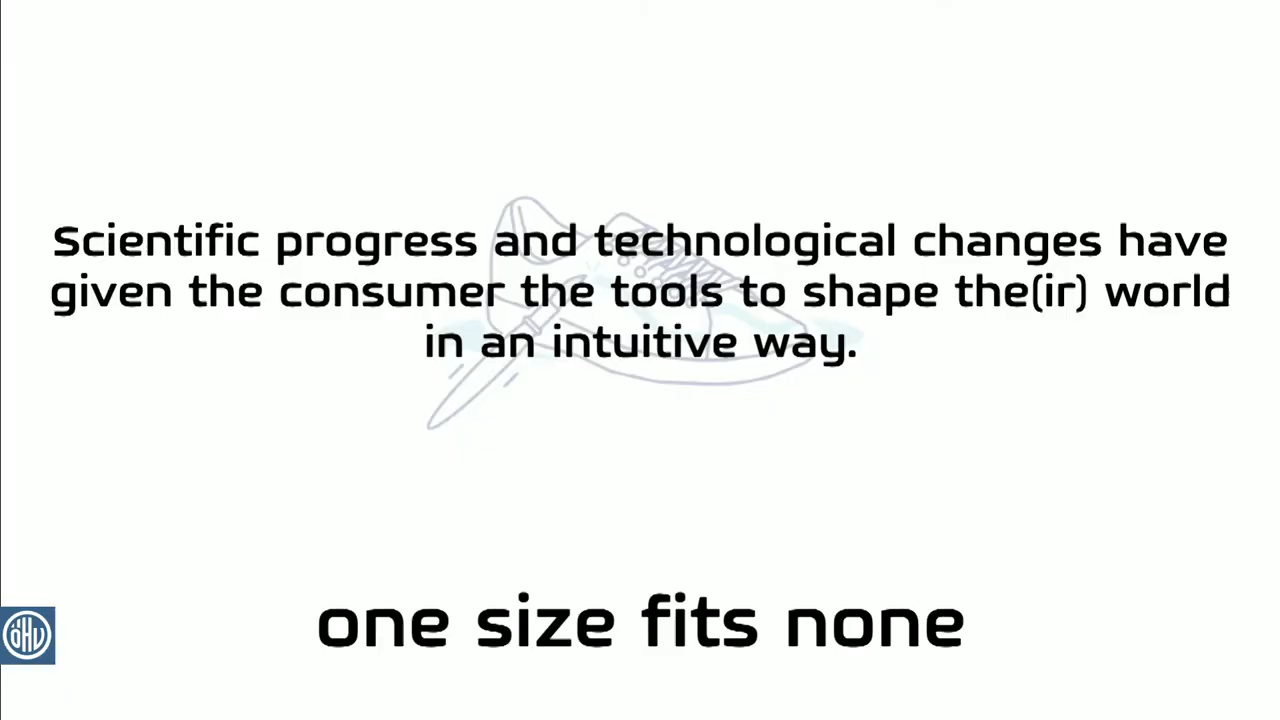 Scientific progress and technological changes have
given the consumer the tools to shape the(ir) world
in an intuitive way.
one size fits none
öHV